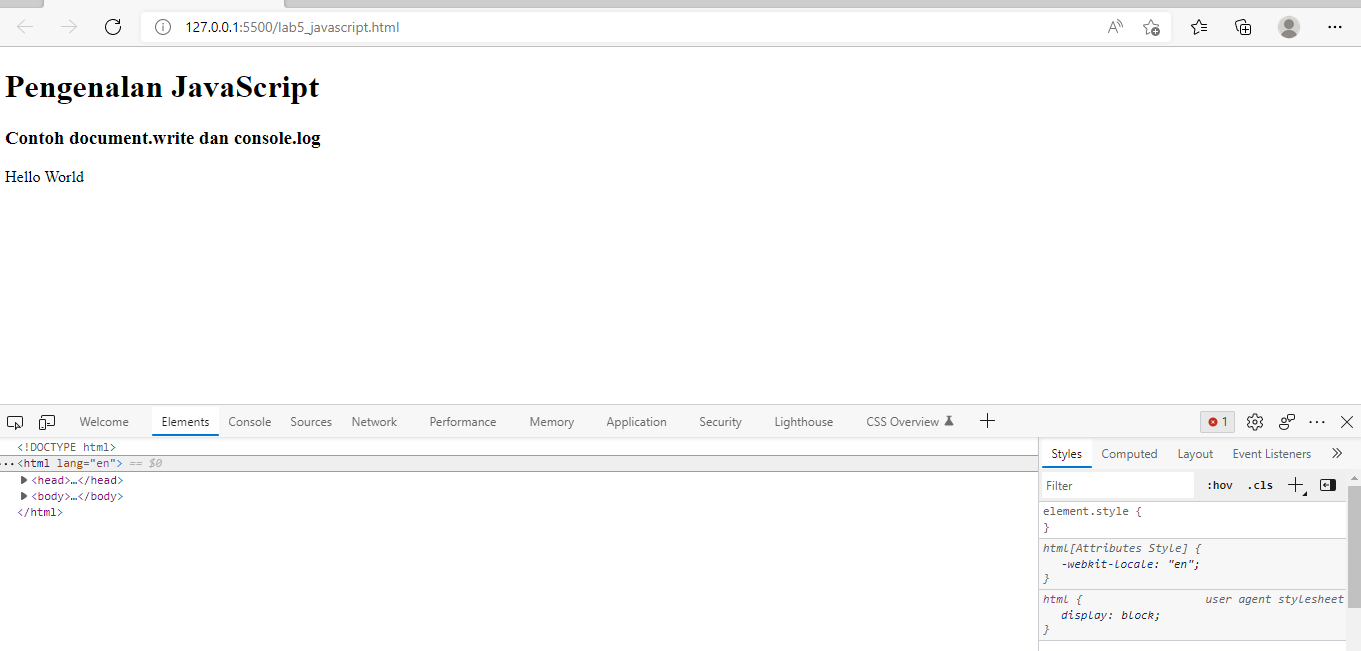 127.0.0.1:5500/lab5_javascript.html
Pengenalan JavaScript
Contoh document.write dan console.log
Hello World
Welcome Elements Console Sources Network Performance Memory Application Security Lighthouse CSS Overview 1
<!DOCTYPE html>
···<html lang="en"> == $0
<head>…</head>
<body>…</body>
</html>
Styles Computed Layout Event Listeners
Filter :hov .cls
element.style {
}
html[Attributes Style] {
-webkit-locale: "en";
}
html { user agent stylesheet
display: block;
}